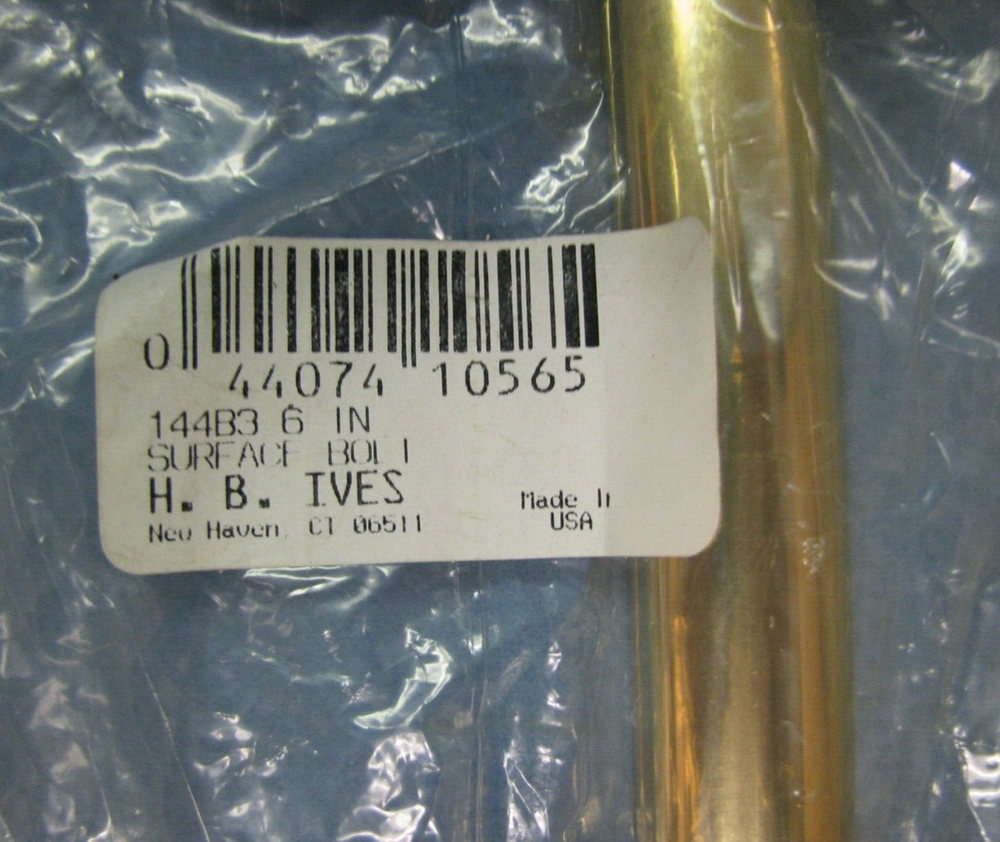 0 44074 10565
144B3 6 IN
SURFACE BOLT
H. B. IVES
New Haven, CT 06511
Made In
USA